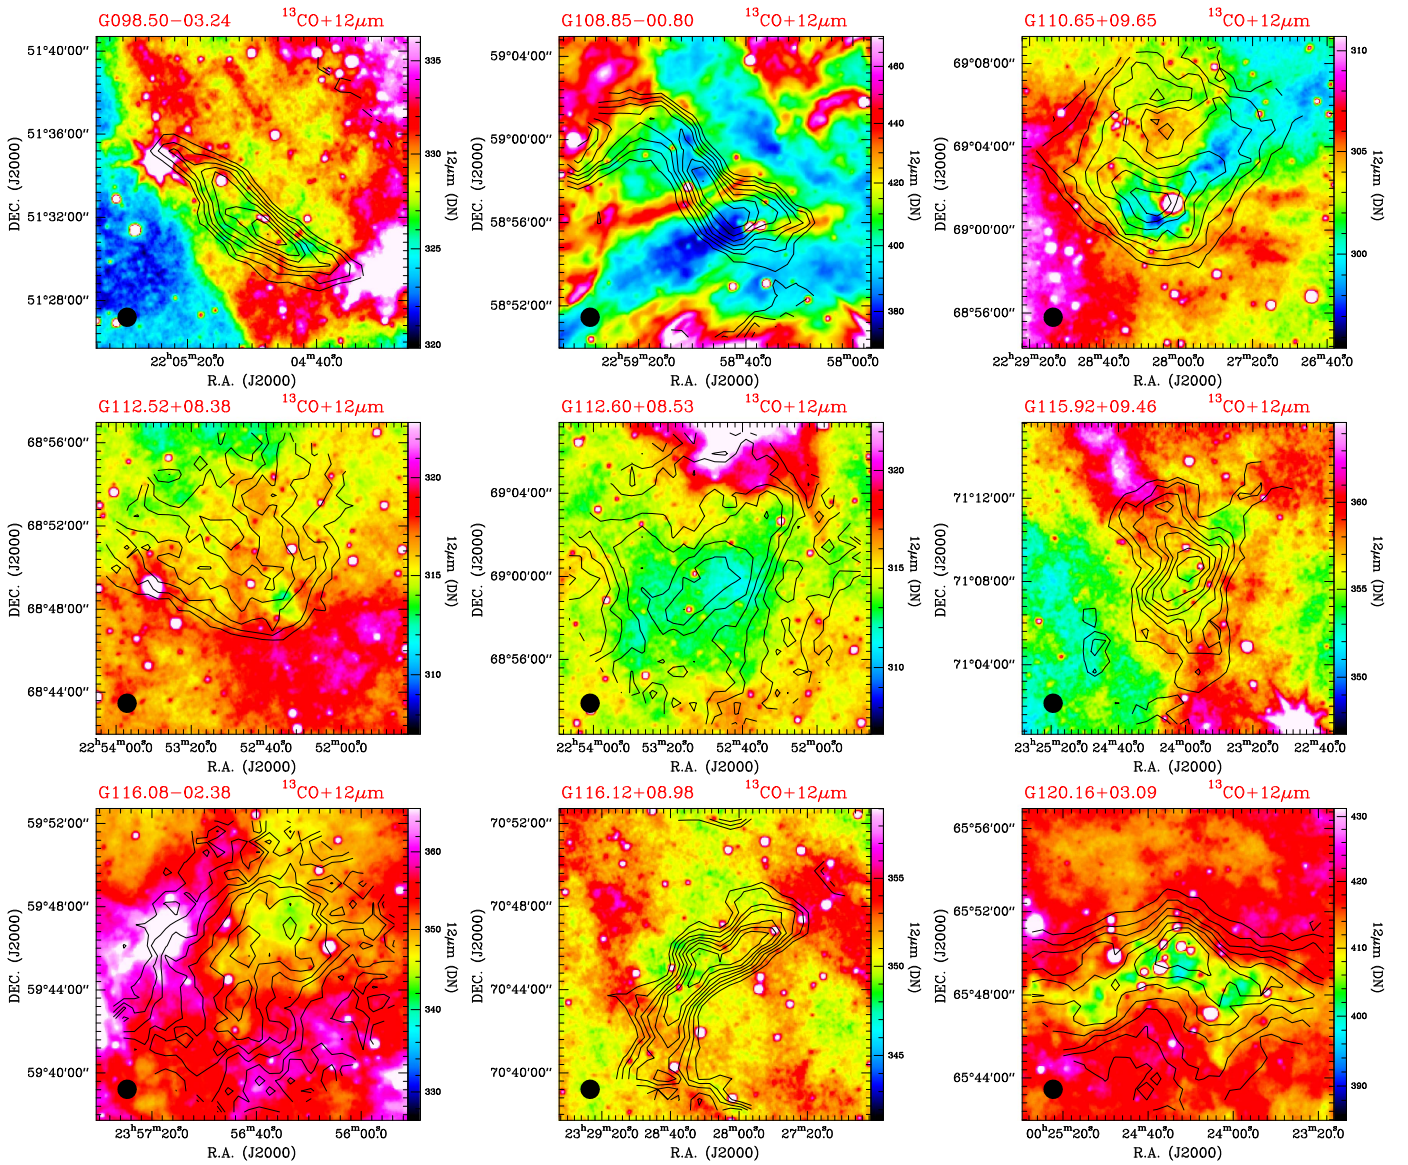 G098.50−03.24 ¹³CO+12μm
51°40′00″
51°36′00″
51°32′00″
51°28′00″
DEC. (J2000)
22ʰ05ᵐ20ˢ.0 04ᵐ40ˢ.0
R.A. (J2000)
335
330
325
320
12μm (DN)
G108.85−00.80 ¹³CO+12μm
59°04′00″
59°00′00″
58°56′00″
58°52′00″
DEC. (J2000)
22ʰ59ᵐ20ˢ.0 58ᵐ40ˢ.0 58ᵐ00ˢ.0
R.A. (J2000)
460
440
420
400
380
12μm (DN)
G110.65+09.65 ¹³CO+12μm
69°08′00″
69°04′00″
69°00′00″
68°56′00″
DEC. (J2000)
22ʰ29ᵐ20ˢ.0 28ᵐ40ˢ.0 28ᵐ00ˢ.0 27ᵐ20ˢ.0 26ᵐ40ˢ.0
R.A. (J2000)
310
305
300
12μm (DN)
G112.52+08.38 ¹³CO+12μm
68°56′00″
68°52′00″
68°48′00″
68°44′00″
DEC. (J2000)
22ʰ54ᵐ00ˢ.0 53ᵐ20ˢ.0 52ᵐ40ˢ.0 52ᵐ00ˢ.0
R.A. (J2000)
320
315
310
12μm (DN)
G112.60+08.53 ¹³CO+12μm
69°04′00″
69°00′00″
68°56′00″
DEC. (J2000)
22ʰ54ᵐ00ˢ.0 53ᵐ20ˢ.0 52ᵐ40ˢ.0 52ᵐ00ˢ.0
R.A. (J2000)
320
315
310
12μm (DN)
G115.92+09.46 ¹³CO+12μm
71°12′00″
71°08′00″
71°04′00″
DEC. (J2000)
23ʰ25ᵐ20ˢ.0 24ᵐ40ˢ.0 24ᵐ00ˢ.0 23ᵐ20ˢ.0 22ᵐ40ˢ.0
R.A. (J2000)
360
355
350
12μm (DN)
G116.08−02.38 ¹³CO+12μm
59°52′00″
59°48′00″
59°44′00″
59°40′00″
DEC. (J2000)
23ʰ57ᵐ20ˢ.0 56ᵐ40ˢ.0 56ᵐ00ˢ.0
R.A. (J2000)
360
350
340
330
12μm (DN)
G116.12+08.98 ¹³CO+12μm
70°52′00″
70°48′00″
70°44′00″
70°40′00″
DEC. (J2000)
23ʰ29ᵐ20ˢ.0 28ᵐ40ˢ.0 28ᵐ00ˢ.0 27ᵐ20ˢ.0
R.A. (J2000)
355
350
345
12μm (DN)
G120.16+03.09 ¹³CO+12μm
65°56′00″
65°52′00″
65°48′00″
65°44′00″
DEC. (J2000)
00ʰ25ᵐ20ˢ.0 24ᵐ40ˢ.0 24ᵐ00ˢ.0 23ᵐ20ˢ.0
R.A. (J2000)
430
420
410
400
390
12μm (DN)